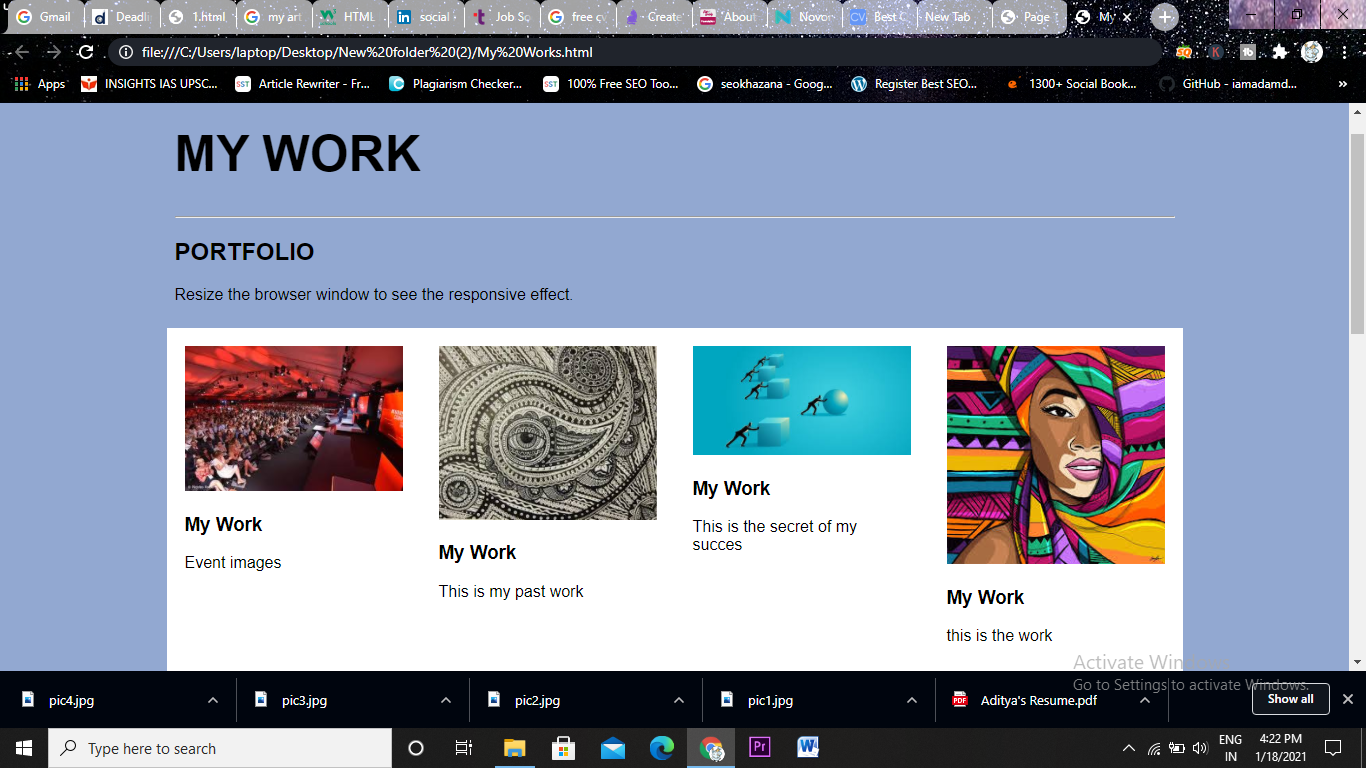 Gmail
Deadli
1.html,
my art
HTML
social
Job So
free cv
Create
"About
Novor
Best C
New Tab
Page
My
file:///C:/Users/laptop/Desktop/New%20folder%20(2)/My%20Works.html
Apps
INSIGHTS IAS UPSC...
Article Rewriter - Fr...
Plagiarism Checker...
100% Free SEO Too...
seokhazana - Goog...
Register Best SEO...
1300+ Social Book...
GitHub - iamadamd...
»
MY WORK
PORTFOLIO
Resize the browser window to see the responsive effect.
My Work
Event images
My Work
This is my past work
My Work
This is the secret of my
succes
My Work
this is the work
Activate Windows
Go to Settings to activate Windows.
pic4.jpg
pic3.jpg
pic2.jpg
pic1.jpg
Aditya's Resume.pdf
Show all
Type here to search
ENG
IN
4:22 PM
1/18/2021